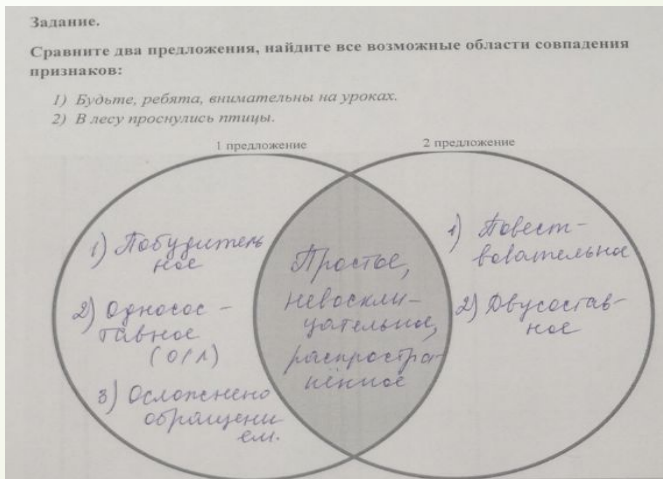 Задание.
Сравните два предложения, найдите все возможные области совпадения
признаков:
1) Будьте, ребята, внимательны на уроках.
2) В лесу проснулись птицы.
1 предложение
2 предложение
1) Побудитель
ное
2) Односос -
тавное
(О/Л)
3) Осложнено
обращени
ем.
Простое,
невоскли-
цательное,
распростра-
нённое
1) Повест-
вовательное
2) Двусостав-
ное